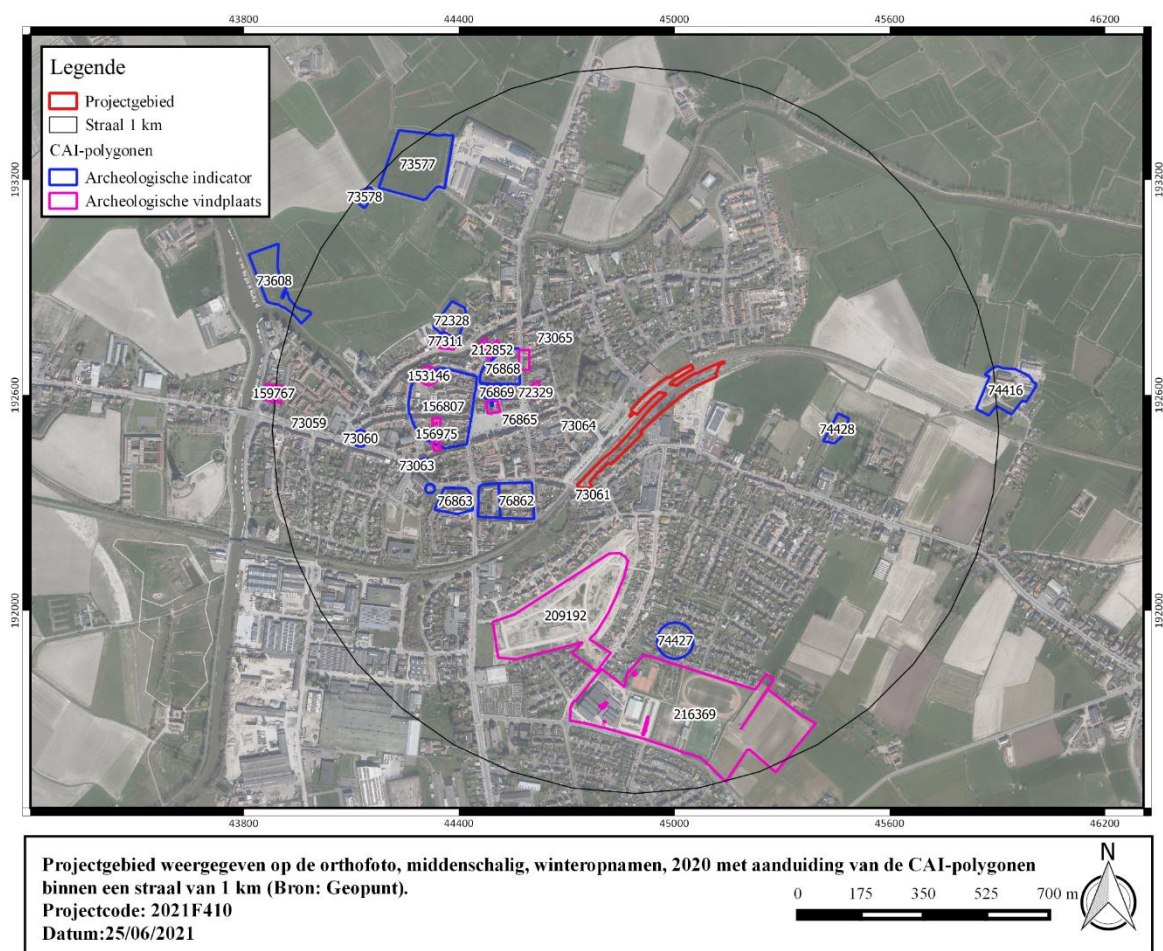 43800 44400 45000 45600 46200
Legende
Projectgebied
Straal 1 km
CAI-polygonen
Archeologische indicator
Archeologische vindplaats
193200 193200
73577
73578
73608
72328
77311
212852
73065
76868
153146
159767
72329
76869
192600 192600
74416
156807
76865
73059
73064
74428
73060
156975
73063
73061
76863
76862
192000 192000
209192
74427
216369
43800 44400 45000 45600 46200
Projectgebied weergegeven op de orthofoto, middenschalig, winteropnamen, 2020 met aanduiding van de CAI-polygonen
binnen een straal van 1 km (Bron: Geopunt).
Projectcode: 2021F410
Datum:25/06/2021
N
0 175 350 525 700 m